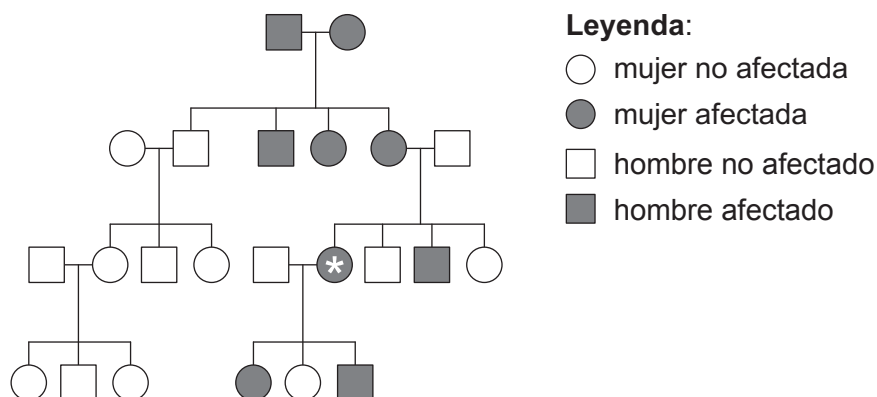 Leyenda:
mujer no afectada
mujer afectada
hombre no afectado
hombre afectado
*